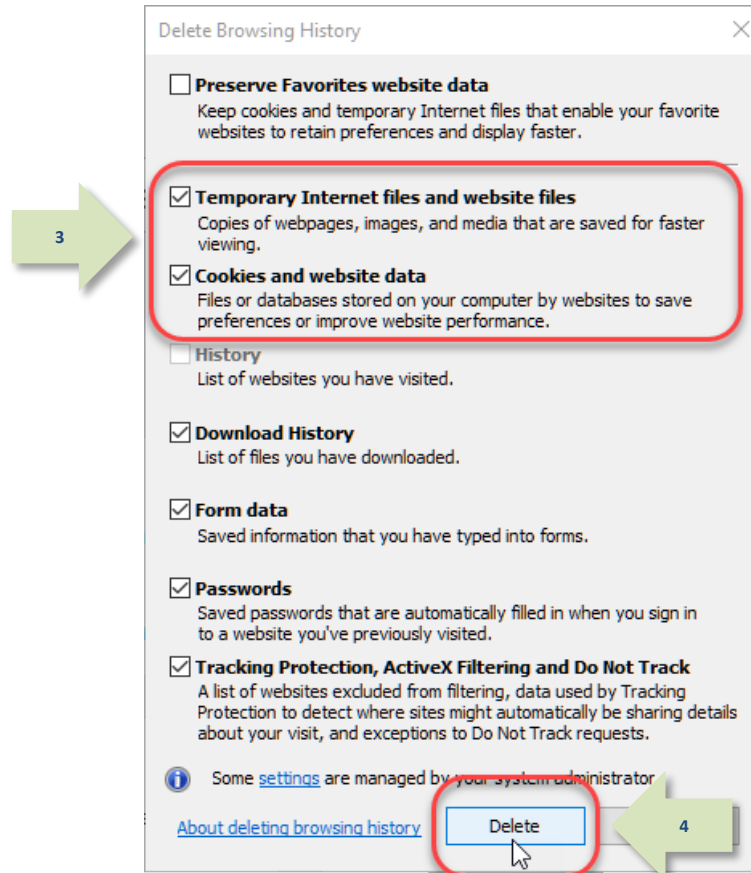 Delete Browsing History
Preserve Favorites website data
Keep cookies and temporary Internet files that enable your favorite
websites to retain preferences and display faster.
Temporary Internet files and website files
Copies of webpages, images, and media that are saved for faster
viewing.
3
Cookies and website data
Files or databases stored on your computer by websites to save
preferences or improve website performance.
History
List of websites you have visited.
Download History
List of files you have downloaded.
Form data
Saved information that you have typed into forms.
Passwords
Saved passwords that are automatically filled in when you sign in
to a website you've previously visited.
Tracking Protection, ActiveX Filtering and Do Not Track
A list of websites excluded from filtering, data used by Tracking
Protection to detect where sites might automatically be sharing details
about your visit, and exceptions to Do Not Track requests.
Some settings are managed by your system administrator
About deleting browsing history
Delete
4